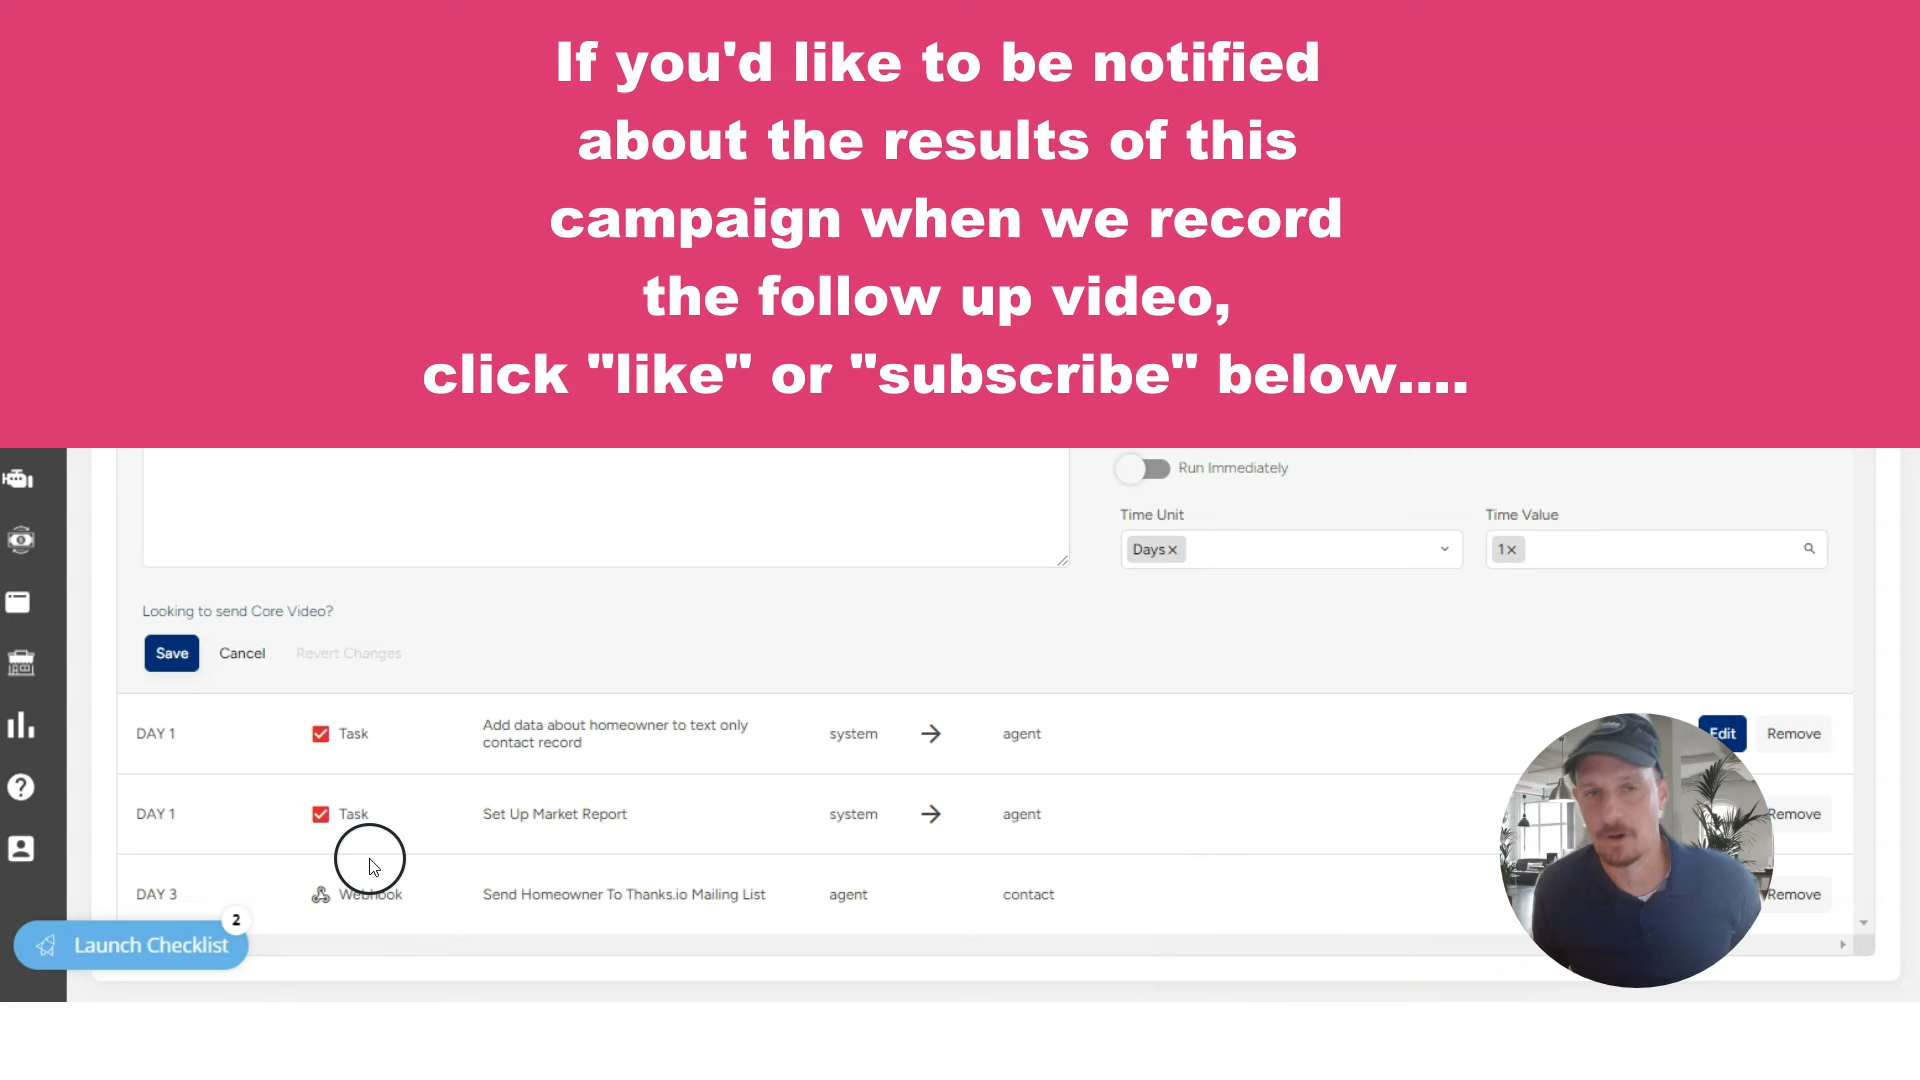 If you'd like to be notified
about the results of this
campaign when we record
the follow up video,
click "like" or "subscribe" below....
Run Immediately
Time Unit
Time Value
Days×
1×
Looking to send Core Video?
Save
Cancel
Revert Changes
DAY 1
Task
Add data about homeowner to text only
contact record
system
agent
Edit
Remove
DAY 1
Task
Set Up Market Report
system
agent
Remove
DAY 3
Webhook
Send Homeowner To Thanks.io Mailing List
agent
contact
Remove
2
Launch Checklist